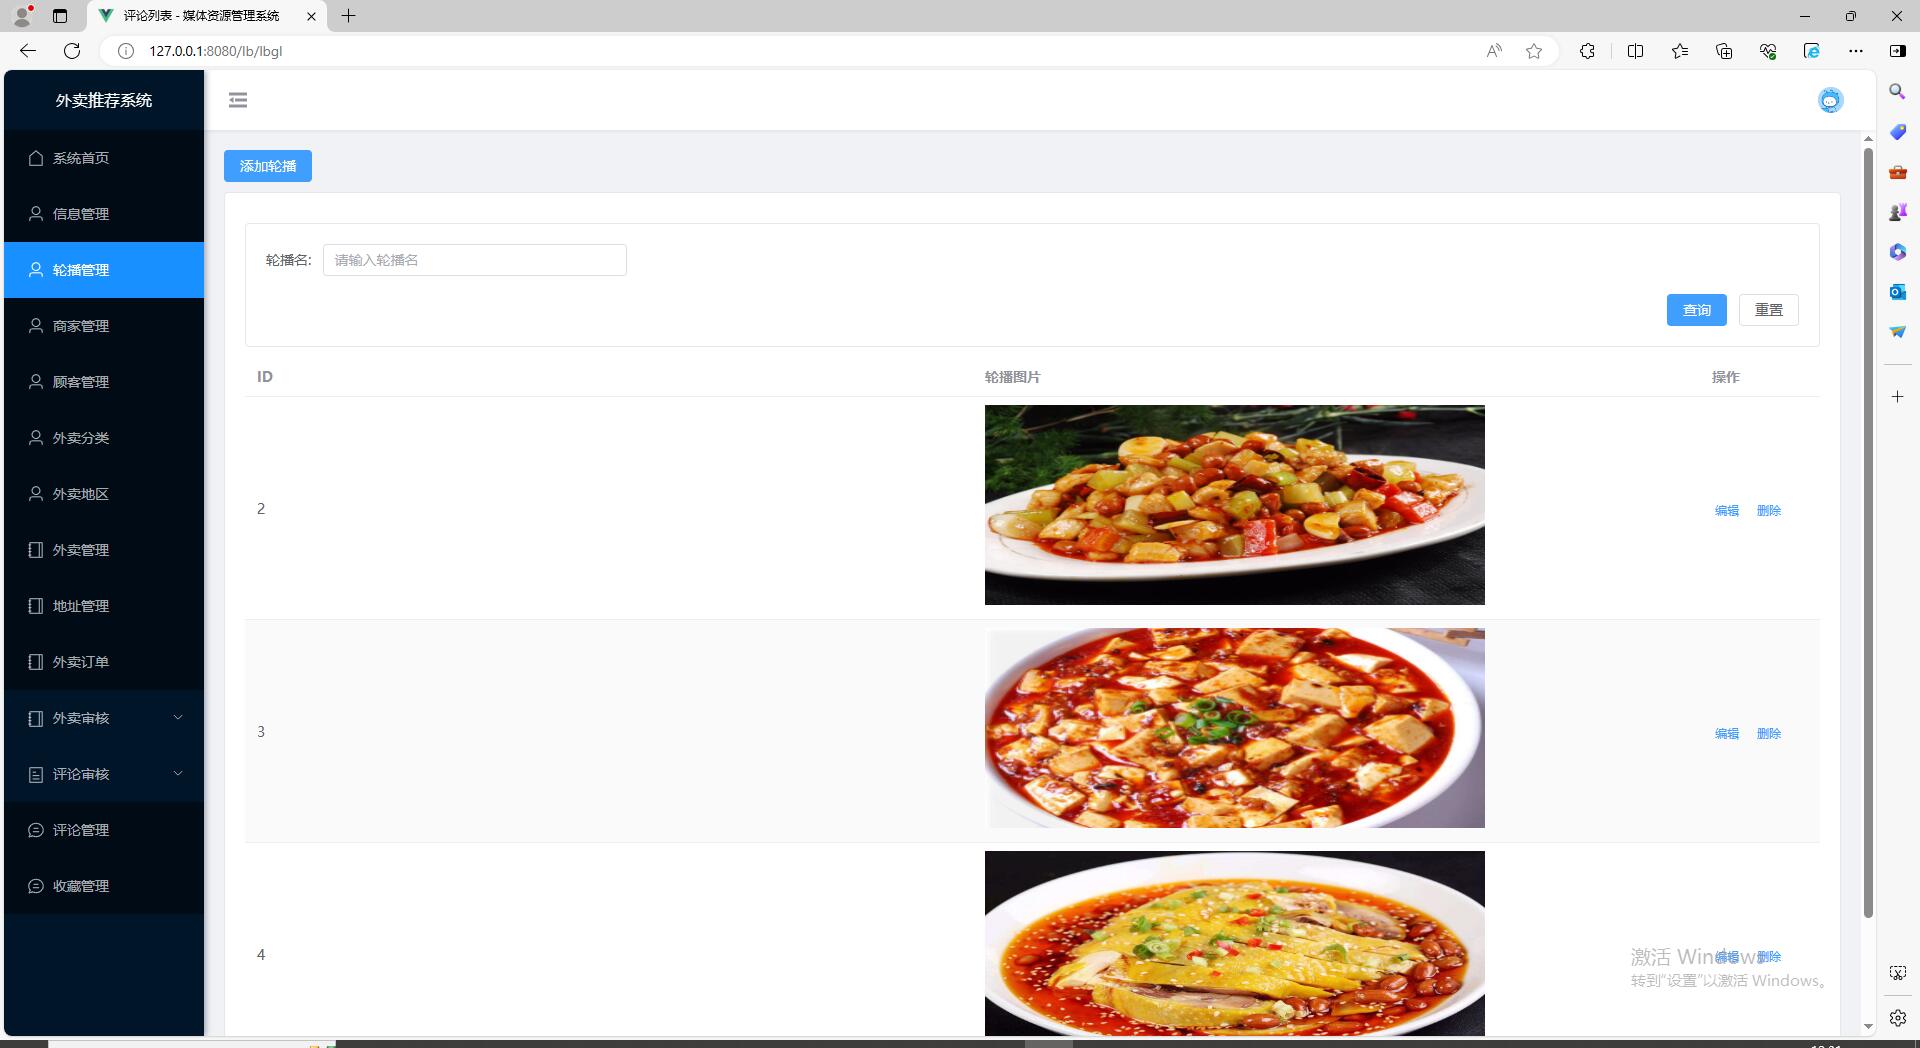 评论列表 - 媒体资源管理系统
127.0.0.1:8080/lb/lbgl
外卖推荐系统
系统首页
信息管理
轮播管理
商家管理
顾客管理
外卖分类
外卖地区
外卖管理
地址管理
外卖订单
外卖审核
评论审核
评论管理
收藏管理
添加轮播
轮播名: 请输入轮播名
查询 重置
ID 轮播图片 操作
2 编辑 删除
3 编辑 删除
4 编辑 删除
激活 Windows
转到“设置”以激活 Windows。